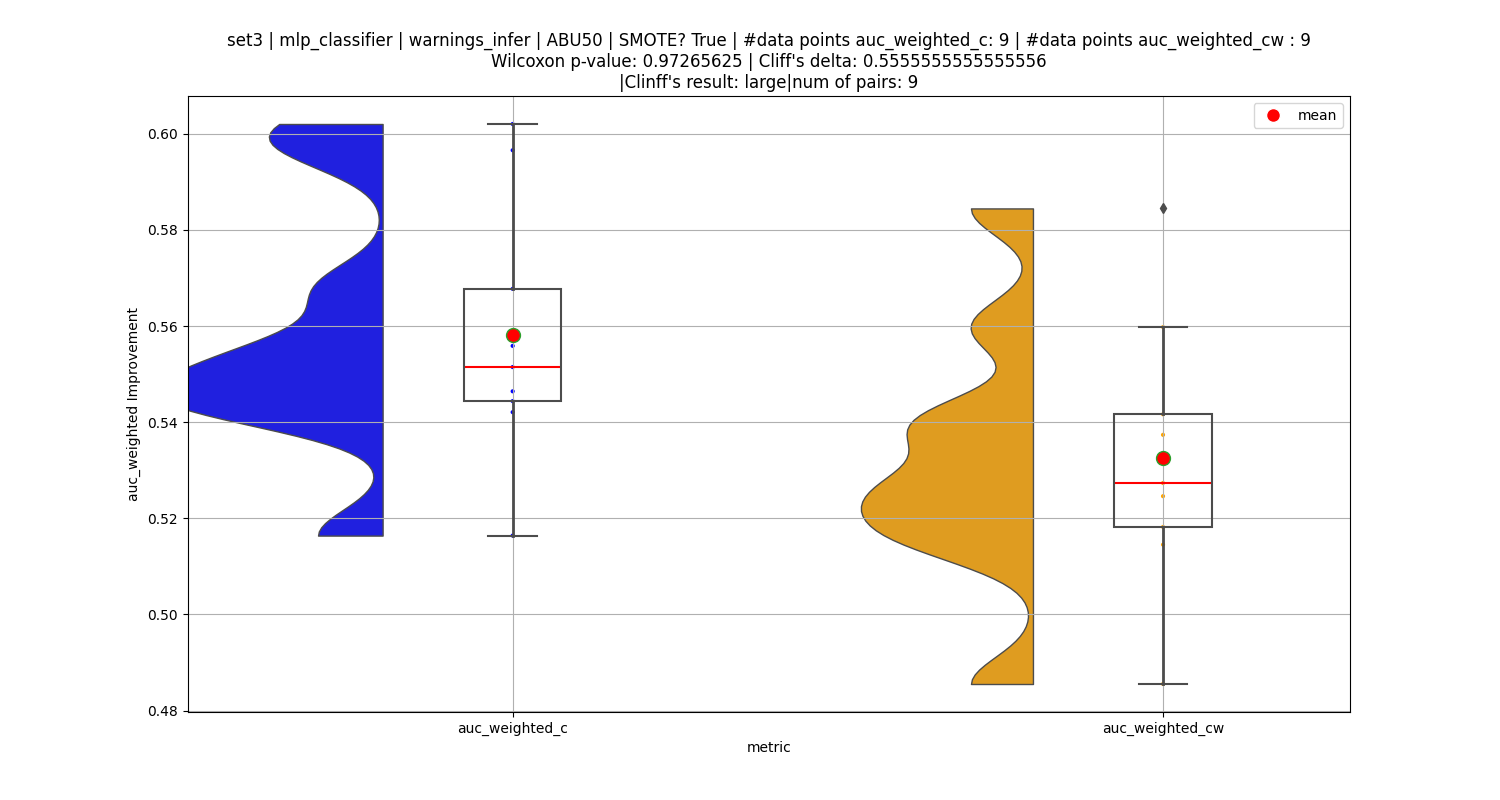 set3 | mlp_classifier | warnings_infer | ABU50 | SMOTE? True | #data points auc_weighted_c: 9 | #data points auc_weighted_cw : 9
Wilcoxon p-value: 0.97265625 | Cliff's delta: 0.5555555555555556
|Clinff's result: large|num of pairs: 9
mean
0.60
0.58
0.56
0.54
0.52
0.50
0.48
auc_weighted Improvement
auc_weighted_c
auc_weighted_cw
metric